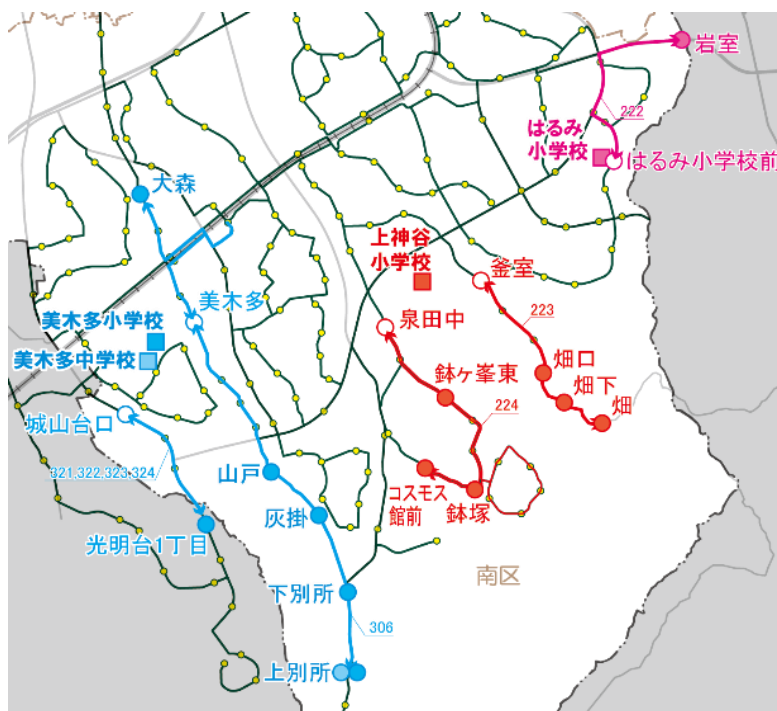 岩室
222
はるみ
小学校
はるみ小学校前
大森
上神谷
小学校
釜室
美木多
美木多小学校
泉田中
223
美木多中学校
畑口
鉢ヶ峯東
畑下
畑
城山台口
224
321,322,323,324
山戸
コスモス
館前
鉢塚
灰掛
光明台1丁目
南区
下別所
306
上別所